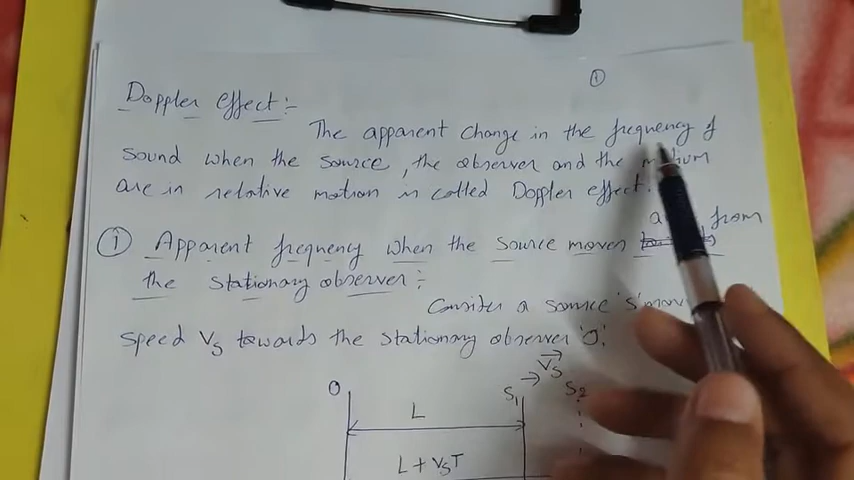 ①
Doppler effect :-
The apparent change in the frequency of
sound when the source, the observer and the
are in relative motion is called Doppler effect.
from
① Apparent frequency when the source moves
the stationary observer :-
Consider a source 's'
speed Vs towards the stationary observer 'O'.
O S₁ → Vs S₂
L
L + VsT